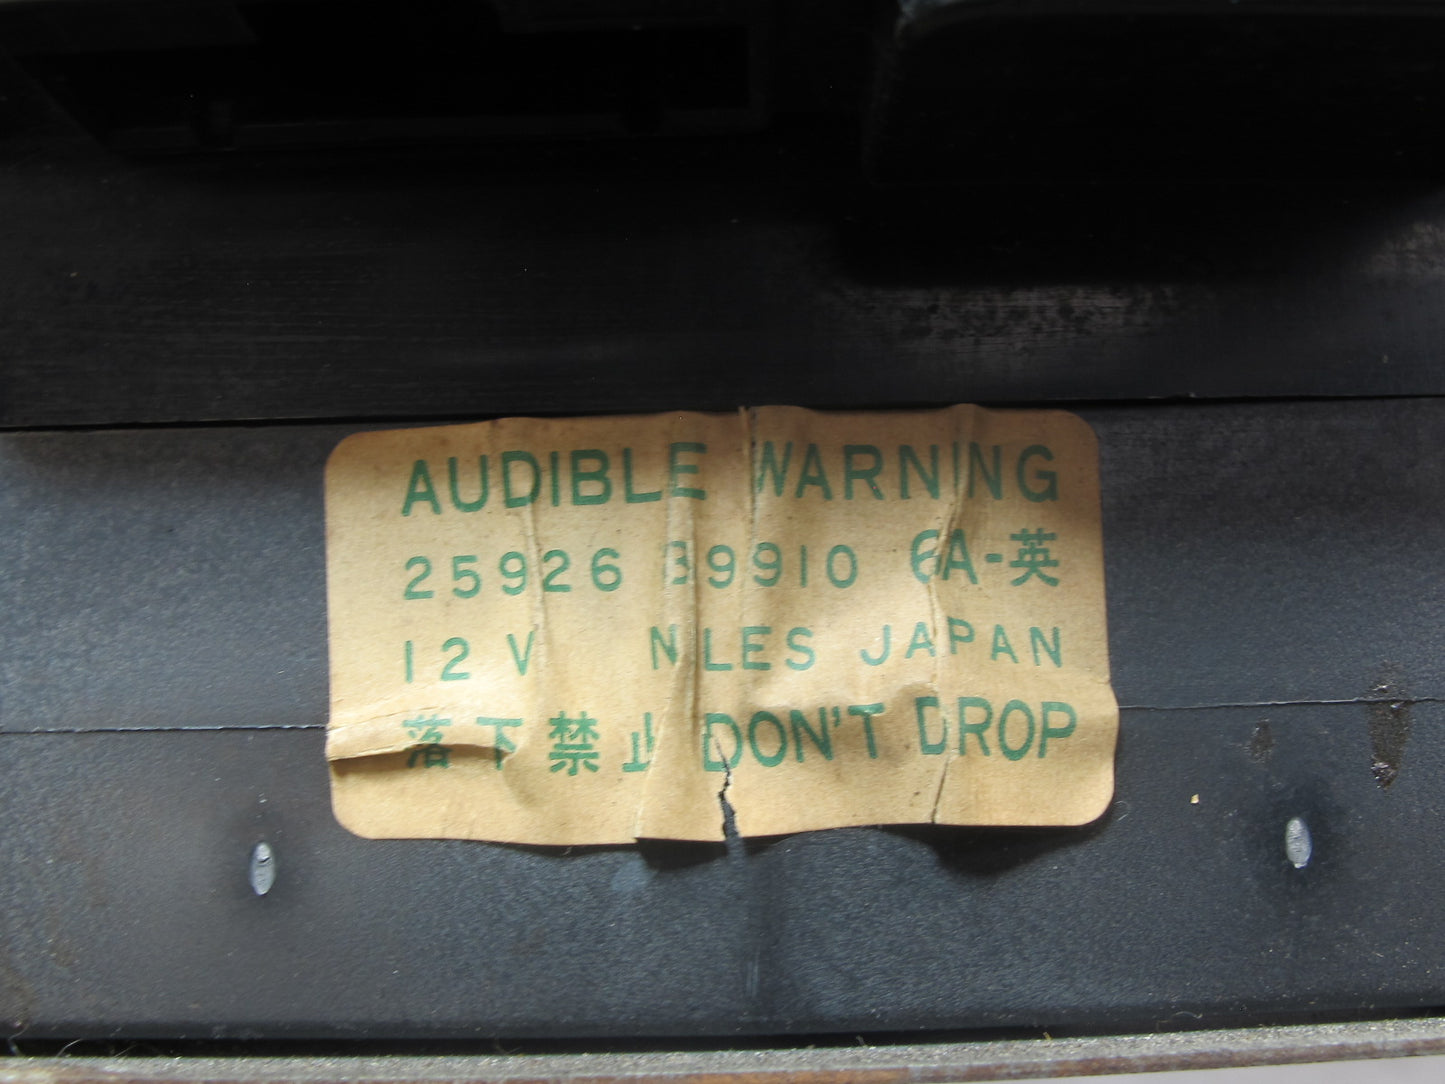 AUDIBLE WARNING
25926 39910 6A-英
12V NILES JAPAN
落下禁止 DON'T DROP